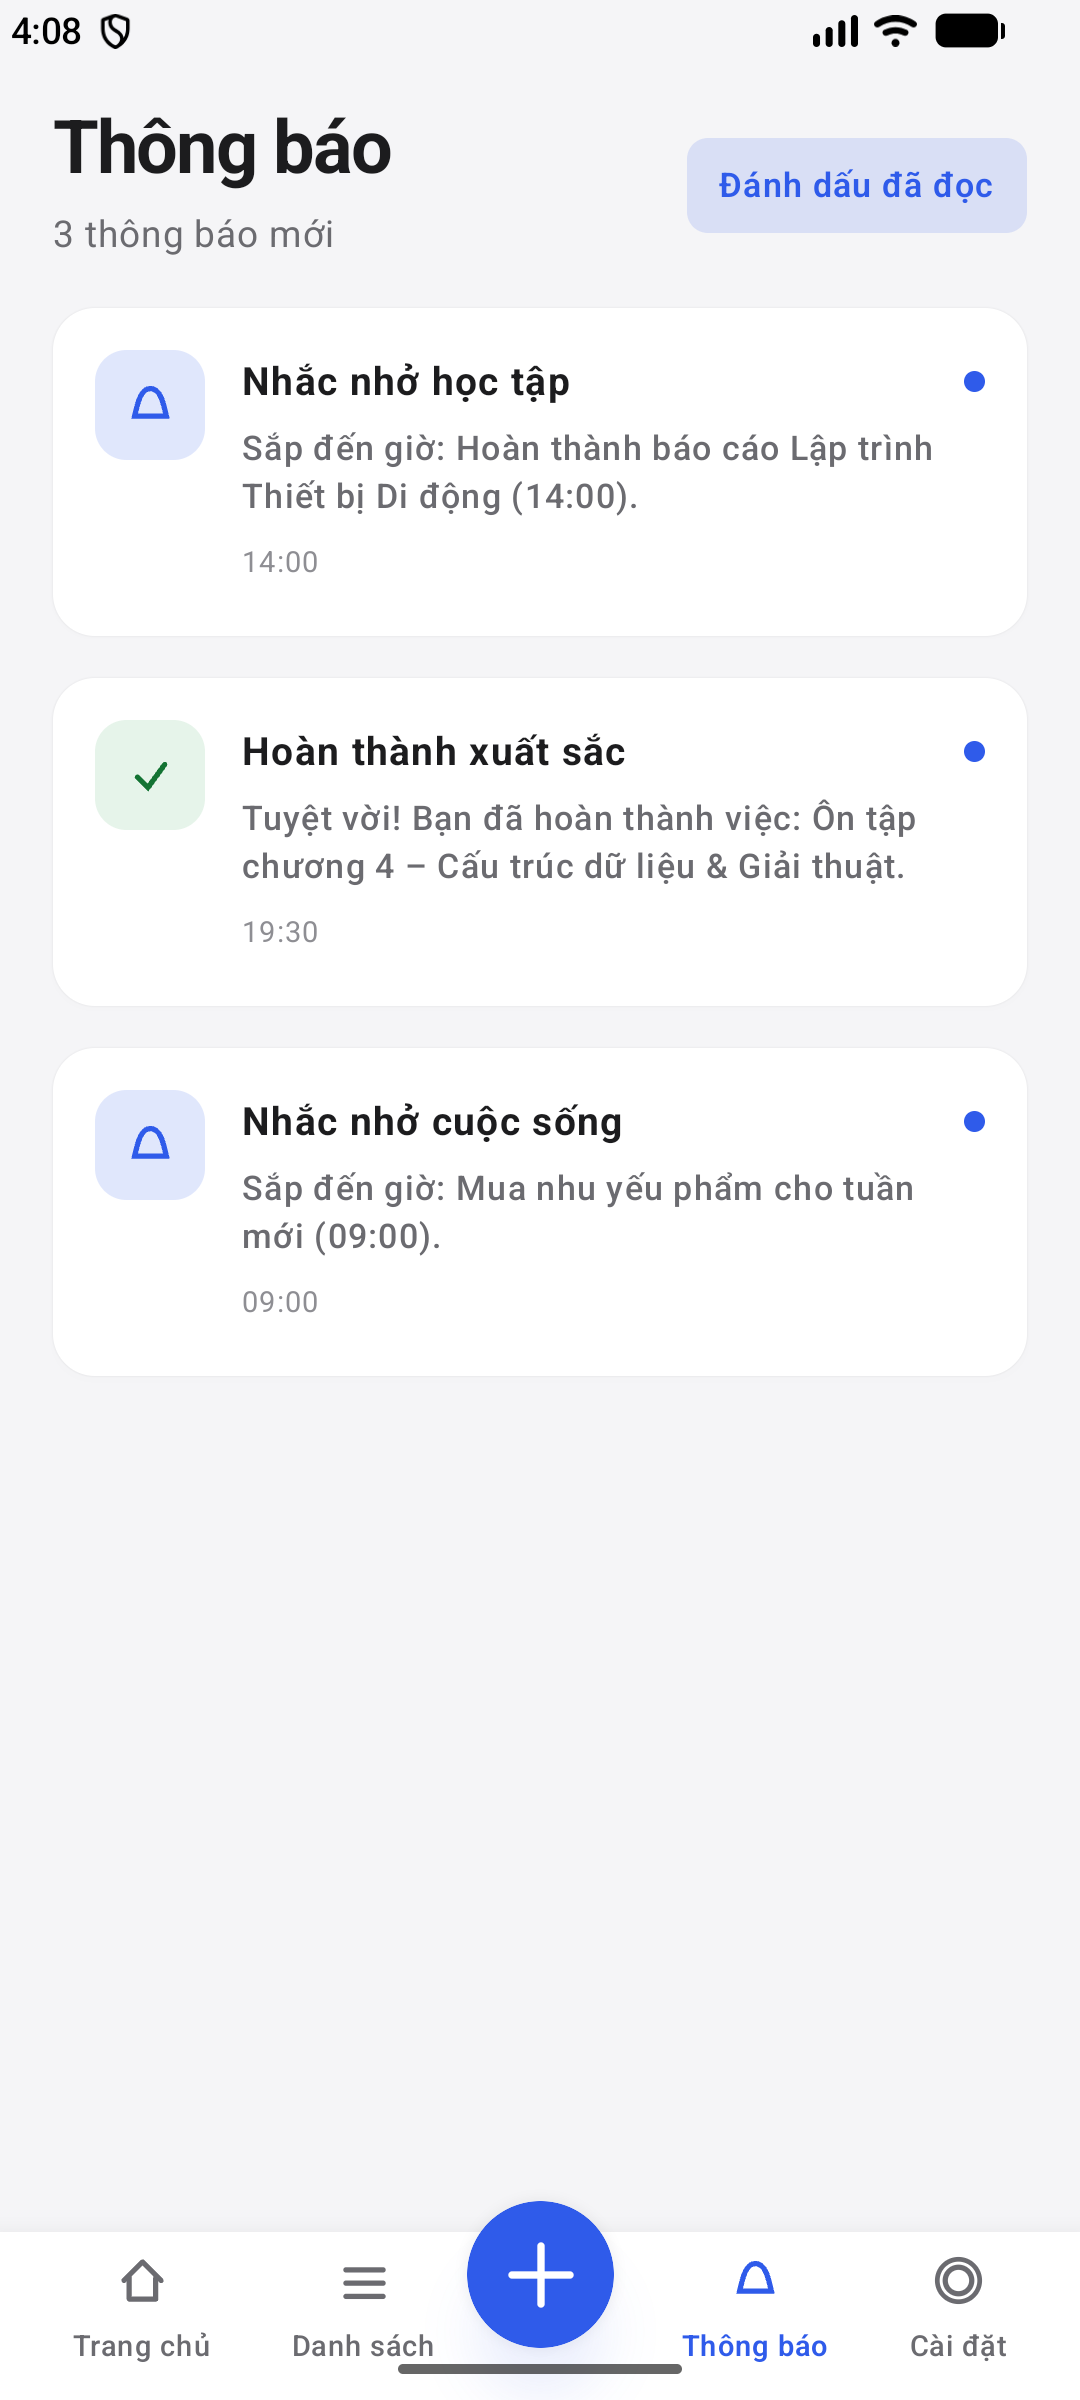 4:08
Thông báo
Đánh dấu đã đọc
3 thông báo mới
Nhắc nhở học tập
Sắp đến giờ: Hoàn thành báo cáo Lập trình
Thiết bị Di động (14:00).
14:00
Hoàn thành xuất sắc
Tuyệt vời! Bạn đã hoàn thành việc: Ôn tập
chương 4 – Cấu trúc dữ liệu & Giải thuật.
19:30
Nhắc nhở cuộc sống
Sắp đến giờ: Mua nhu yếu phẩm cho tuần
mới (09:00).
09:00
Trang chủ
Danh sách
Thông báo
Cài đặt